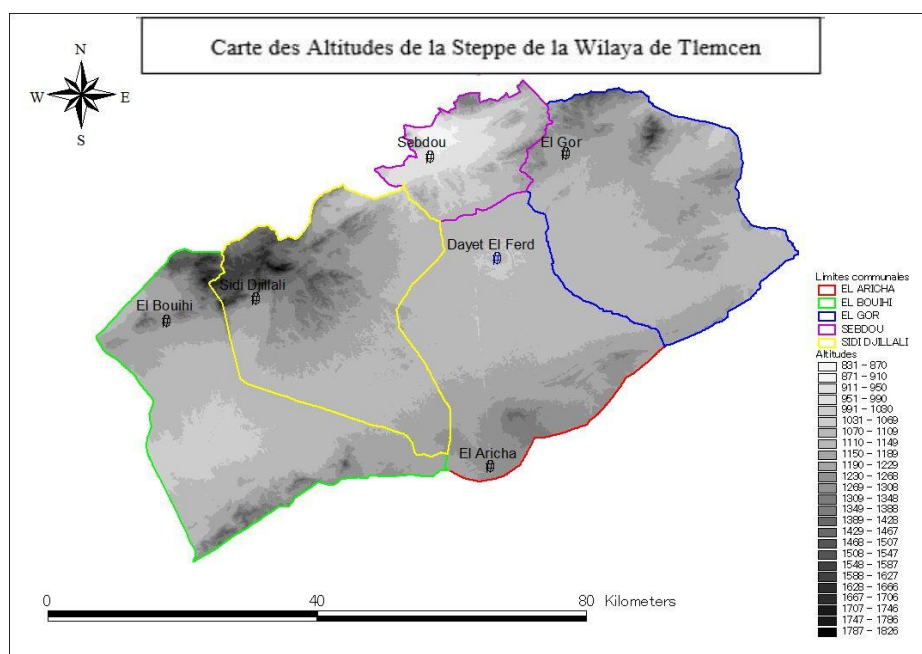 Carte des Altitudes de la Steppe de la Wilaya de Tlemcen
N
W E
S
Sebdou
El Gor
Dayet El Ferd
Sidi Djillali
El Bouihi
El Aricha
Limites communales
EL ARICHA
EL BOUIHI
EL GOR
SEBDOU
SIDI DJILLALI
Altitudes
831 - 870
871 - 910
911 - 950
951 - 990
991 - 1030
1031 - 1069
1070 - 1109
1110 - 1149
1150 - 1189
1190 - 1229
1230 - 1268
1269 - 1308
1309 - 1348
1349 - 1388
1389 - 1428
1429 - 1467
1468 - 1507
1508 - 1547
1548 - 1587
1588 - 1627
1628 - 1666
1667 - 1706
1707 - 1746
1747 - 1786
1787 - 1826
0 40 80 Kilometers